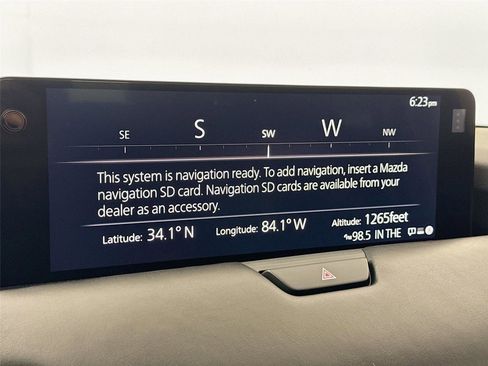 6:23pm
SE S SW W NW
This system is navigation ready. To add navigation, insert a Mazda
navigation SD card. Navigation SD cards are available from your
dealer as an accessory.
Latitude: 34.1° N Longitude: 84.1° W Altitude: 1265feet
98.5 IN THE